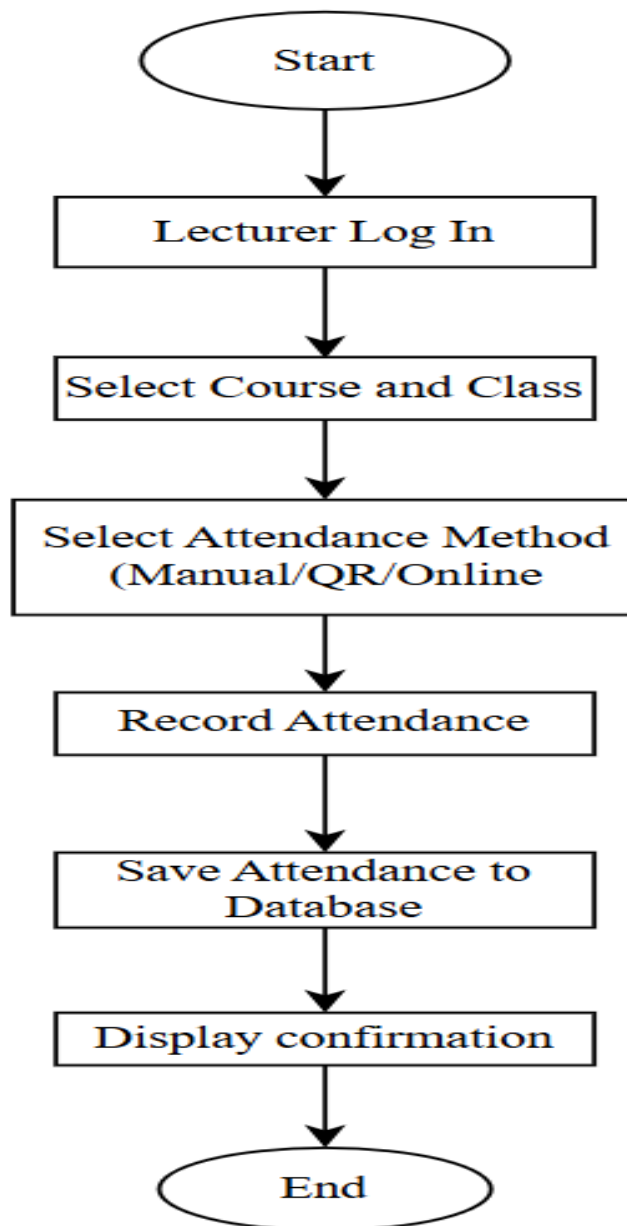 Start
Lecturer Log In
Select Course and Class
Select Attendance Method
(Manual/QR/Online
Record Attendance
Save Attendance to
Database
Display confirmation
End